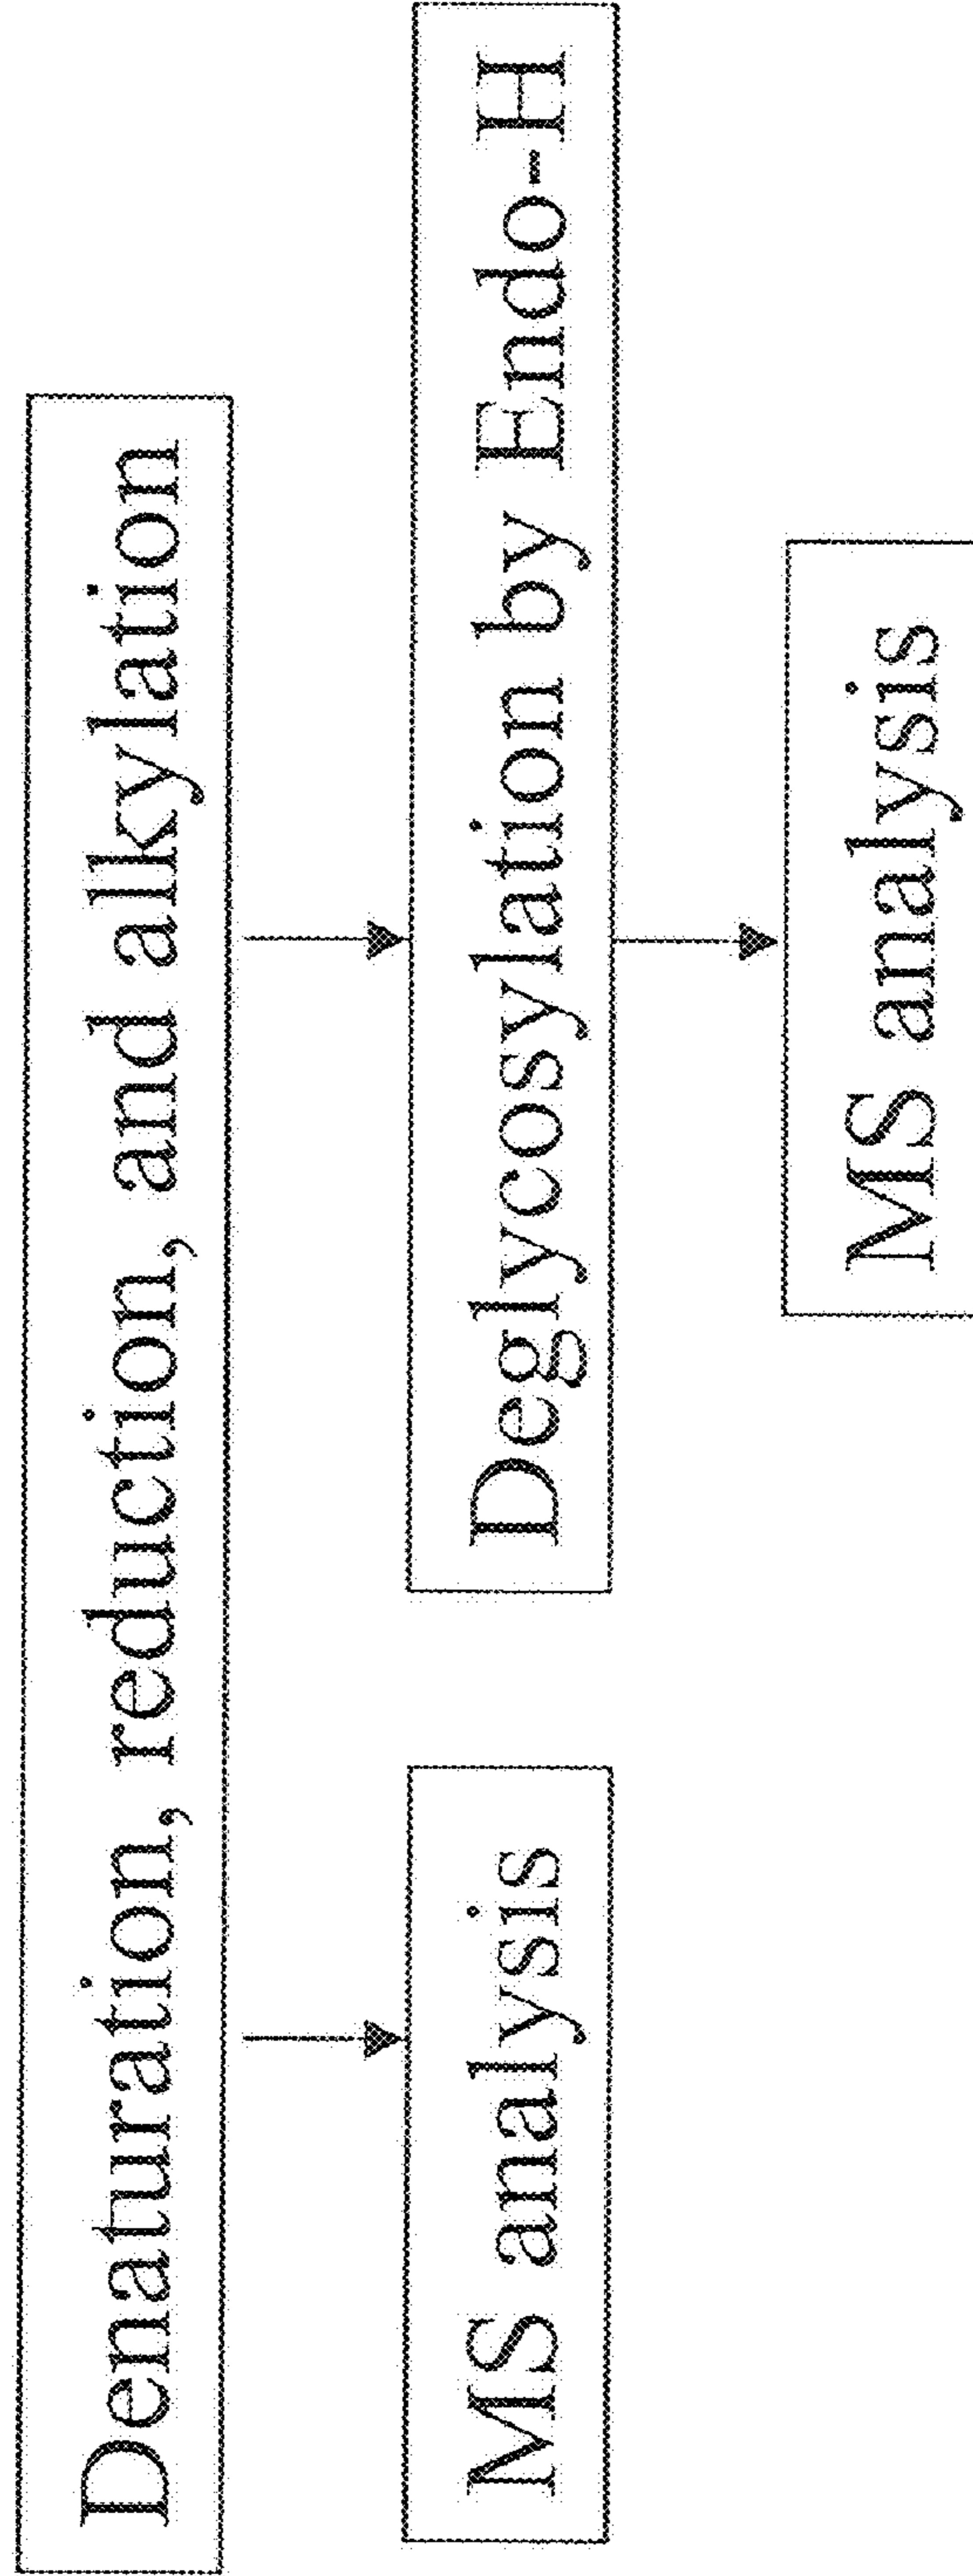 Denaturation, reduction, and alkylation
MS analysis
Deglycosylation by Endo-H
MS analysis